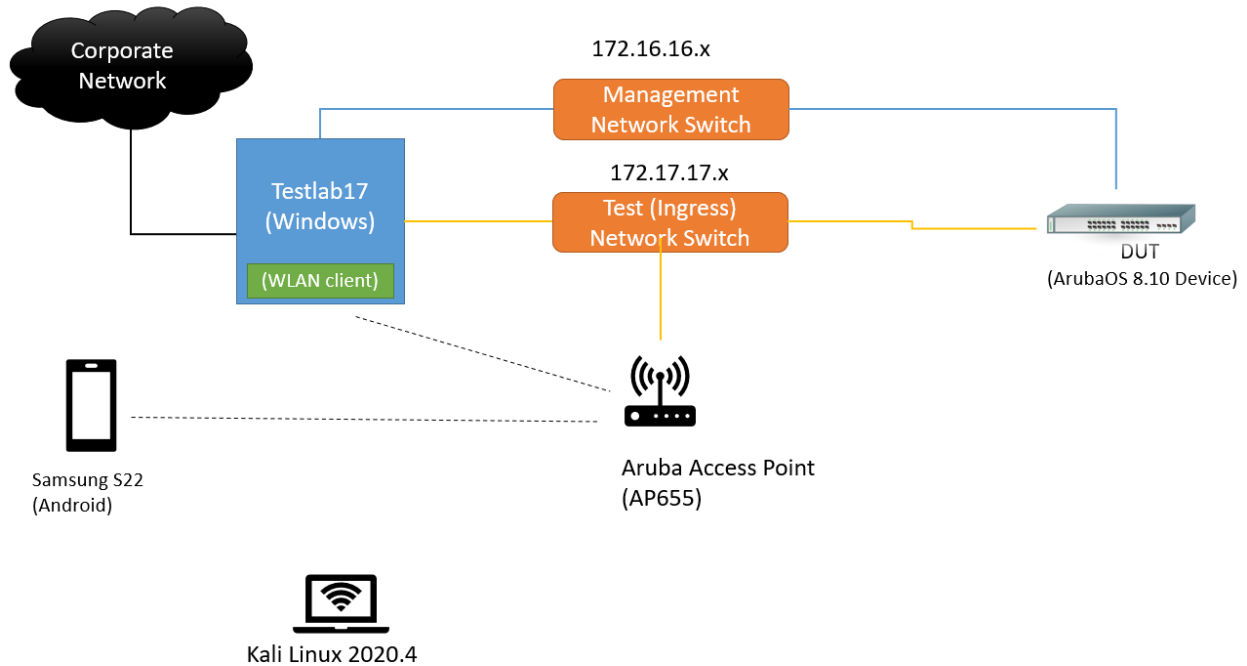 Corporate
Network
172.16.16.x
Management
Network Switch
172.17.17.x
Testlab17
(Windows)
Test (Ingress)
Network Switch
(WLAN client)
DUT
(ArubaOS 8.10 Device)
Samsung S22
(Android)
Aruba Access Point
(AP655)
Kali Linux 2020.4